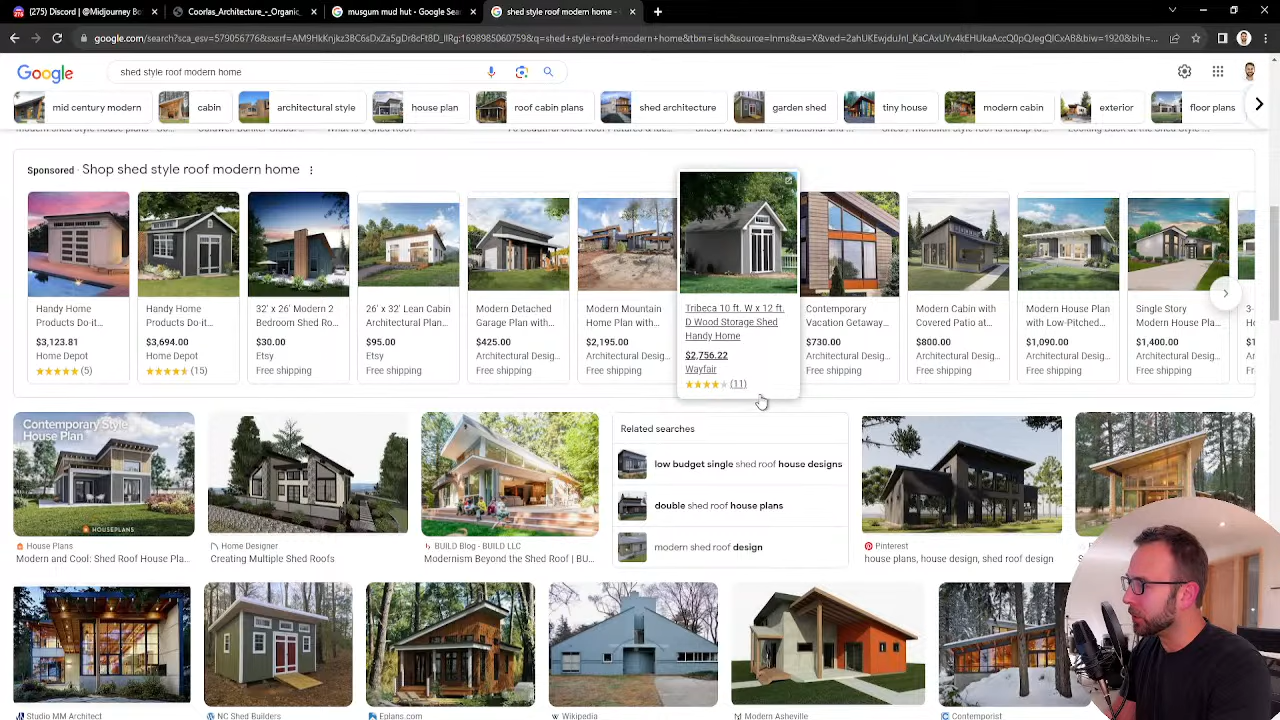 (275) Discord | @Midjourney Bo
Coorlas_Architecture_-_Organic_
musgum mud hut - Google Sea
shed style roof modern home -
Google
shed style roof modern home
mid century modern
cabin
architectural style
house plan
roof cabin plans
shed architecture
garden shed
tiny house
modern cabin
exterior
floor plans
Sponsored · Shop shed style roof modern home
Handy Home
Products Do-it...
$3,123.81
Home Depot
(5)
Handy Home
Products Do-it...
$3,694.00
Home Depot
(15)
32' x 26' Modern 2
Bedroom Shed Ro...
$30.00
Etsy
Free shipping
26' x 32' Lean Cabin
Architectural Plan...
$95.00
Etsy
Free shipping
Modern Detached
Garage Plan with...
$425.00
Architectural Desig...
Free shipping
Modern Mountain
Home Plan with...
$2,195.00
Architectural Desig...
Free shipping
Tribeca 10 ft. W x 12 ft.
D Wood Storage Shed
Handy Home
$2,756.22
Wayfair
(11)
Contemporary
Vacation Getaway...
$730.00
Architectural Desig...
Free shipping
Modern Cabin with
Covered Patio at...
$800.00
Architectural Desig...
Free shipping
Modern House Plan
with Low-Pitched...
$1,090.00
Architectural Desig...
Free shipping
Single Story
Modern House Pla...
$1,400.00
Architectural Desig...
Free shipping
Contemporary Style
House Plan
HOUSEPLANS
House Plans
Modern and Cool: Shed Roof House Pla...
Home Designer
Creating Multiple Shed Roofs
BUILD Blog - BUILD LLC
Modernism Beyond the Shed Roof | BU...
Related searches
low budget single shed roof house designs
double shed roof house plans
modern shed roof design
Pinterest
house plans, house design, shed roof design
Studio MM Architect
NC Shed Builders
Eplans.com
Wikipedia
Modern Asheville
Contemporist